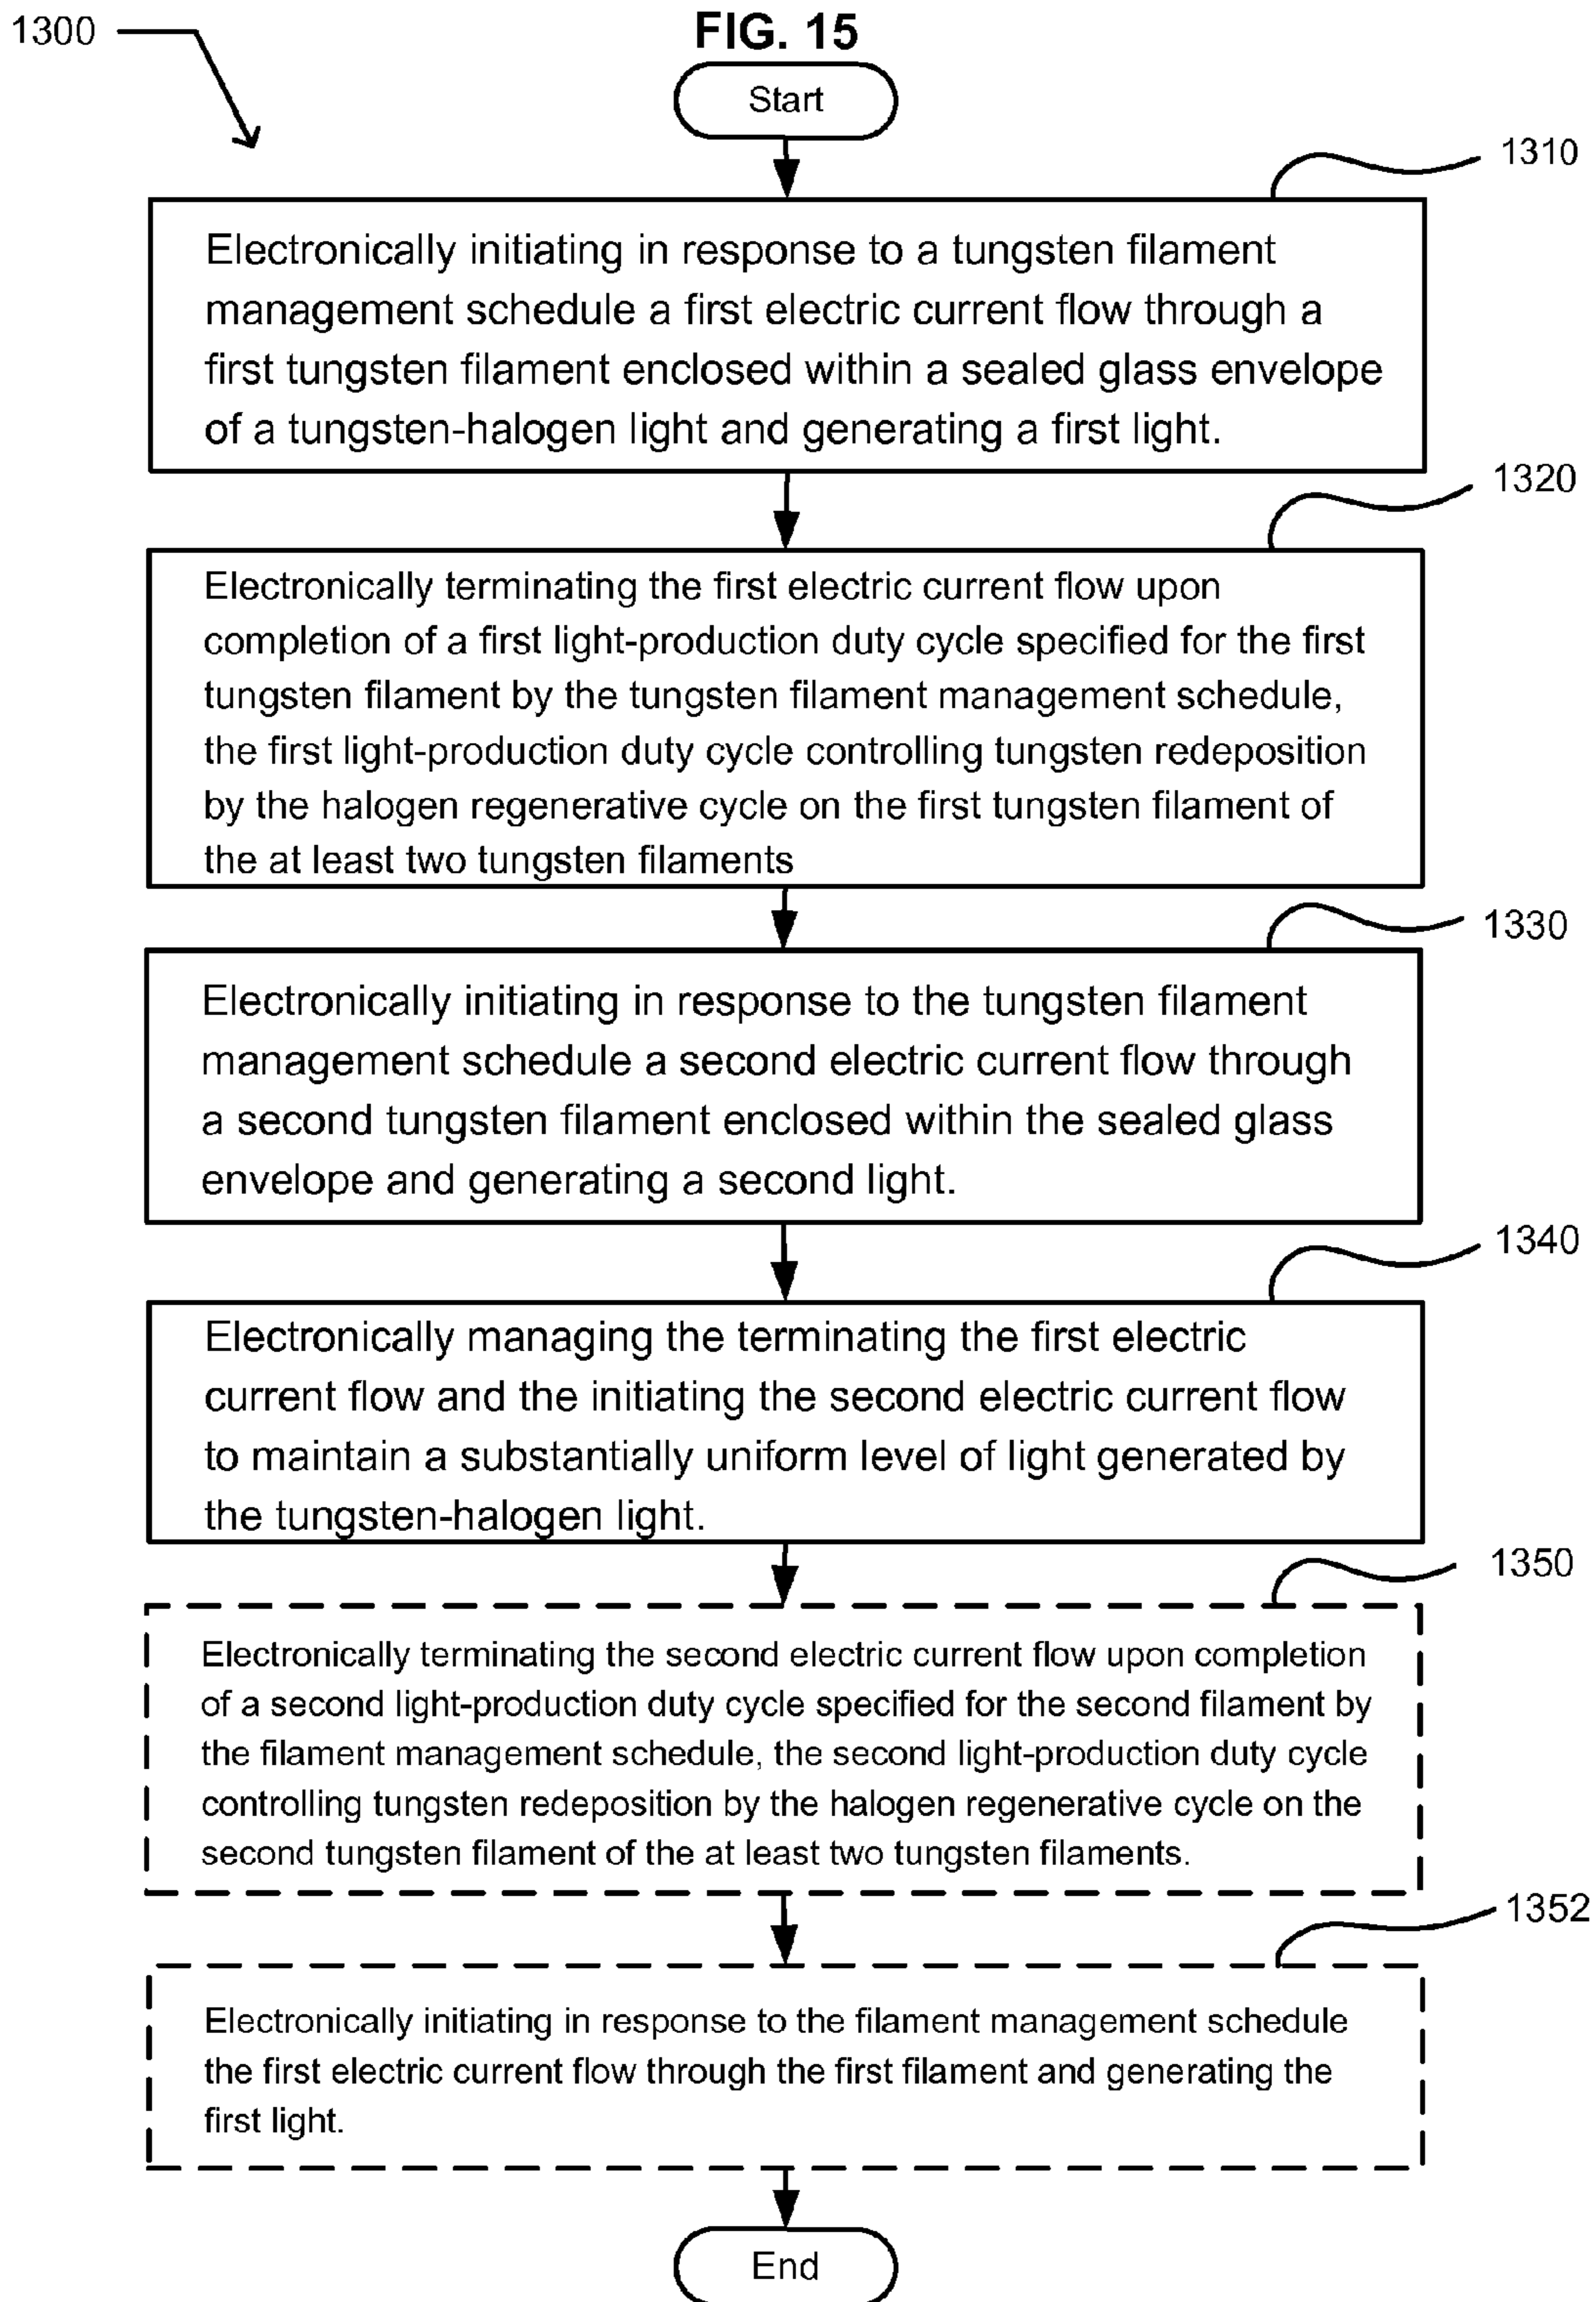 1300
FIG. 15
Start
1310
Electronically initiating in response to a tungsten filament
management schedule a first electric current flow through a
first tungsten filament enclosed within a sealed glass envelope
of a tungsten-halogen light and generating a first light.
1320
Electronically terminating the first electric current flow upon
completion of a first light-production duty cycle specified for the first
tungsten filament by the tungsten filament management schedule,
the first light-production duty cycle controlling tungsten redeposition
by the halogen regenerative cycle on the first tungsten filament of
the at least two tungsten filaments
1330
Electronically initiating in response to the tungsten filament
management schedule a second electric current flow through
a second tungsten filament enclosed within the sealed glass
envelope and generating a second light.
1340
Electronically managing the terminating the first electric
current flow and the initiating the second electric current flow
to maintain a substantially uniform level of light generated by
the tungsten-halogen light.
1350
Electronically terminating the second electric current flow upon completion
of a second light-production duty cycle specified for the second filament by
the filament management schedule, the second light-production duty cycle
controlling tungsten redeposition by the halogen regenerative cycle on the
second tungsten filament of the at least two tungsten filaments.
1352
Electronically initiating in response to the filament management schedule
the first electric current flow through the first filament and generating the
first light.
End